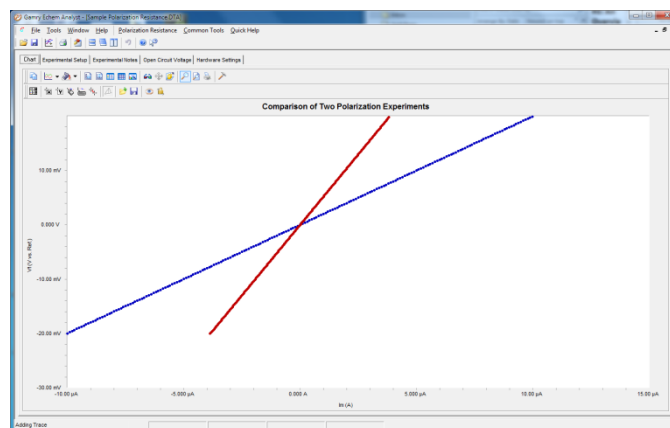 Gamry Echem Analyst - [Sample Polarization Resistance.DTA]
File Tools Window Help Polarization Resistance Common Tools Quick Help
Chart Experimental Setup Experimental Notes Open Circuit Voltage Hardware Settings
Comparison of Two Polarization Experiments
10.00 mV
0.000 V
-10.00 mV
-20.00 mV
-30.00 mV
Vf (V vs. Ref.)
-10.00 µA -5.000 µA 0.000 A 5.000 µA 10.00 µA 15.00 µA
Im (A)
Adding Trace